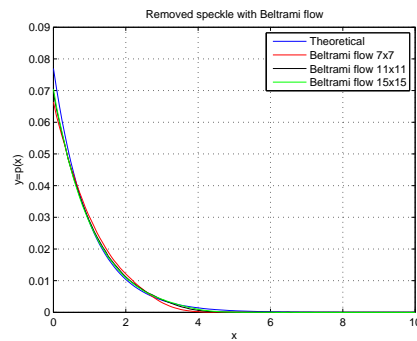 Removed speckle with Beltrami flow
0.09
0.08
0.07
0.06
0.05
0.04
0.03
0.02
0.01
0
y=p(x)
Theoretical
Beltrami flow 7x7
Beltrami flow 11x11
Beltrami flow 15x15
0 2 4 6 8 10
x